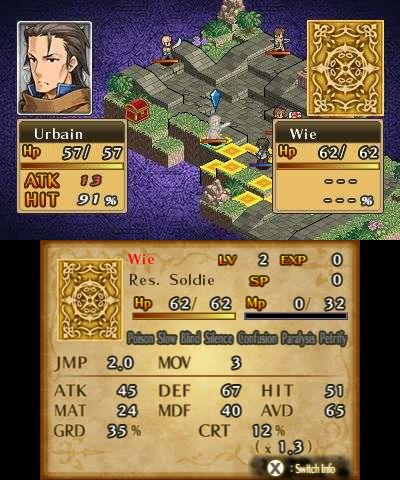 Urbain
Hp 57/ 57
ATK 13
HIT 91%
Wie
Hp 62/ 62
---
---%
Wie LV 2 EXP 0
Res. Soldie SP 0
Hp 62/ 62 Mp 0/ 32
Poison Slow Blind Silence Confusion Paralysis Petrify
JMP 2.0 MOV 3
ATK 45 DEF 67 HIT 51
MAT 24 MDF 40 AVD 65
GRD 35% CRT 12%
(x 1.3)
X : Switch Info